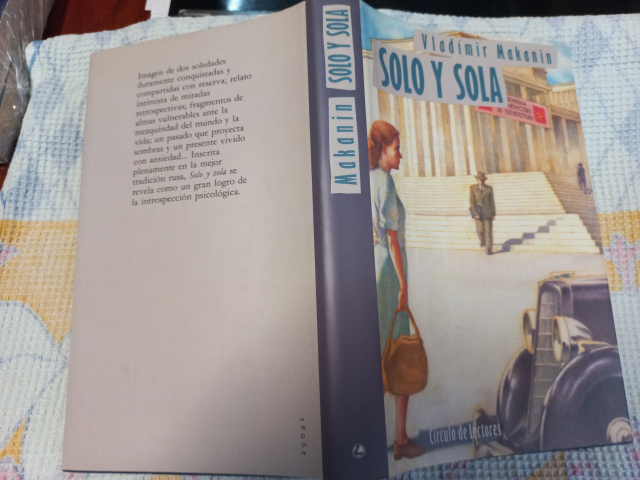 Imagen de dos soledades
duramente conquistadas y
compartidas con reserva; relato
intimista de miradas
retrospectivas; fragmentos de
almas vulnerables ante la
mezquindad del mundo y la
vida; un pasado que proyecta
sombras y un presente vivido
con ansiedad... Inscrita
plenamente en la mejor
tradición rusa, Solo y sola se
revela como un gran logro de
la introspección psicológica.
29041
Makanin SOLO Y SOLA
Vladimir Makanin
SOLO Y SOLA
Círculo de Lectores